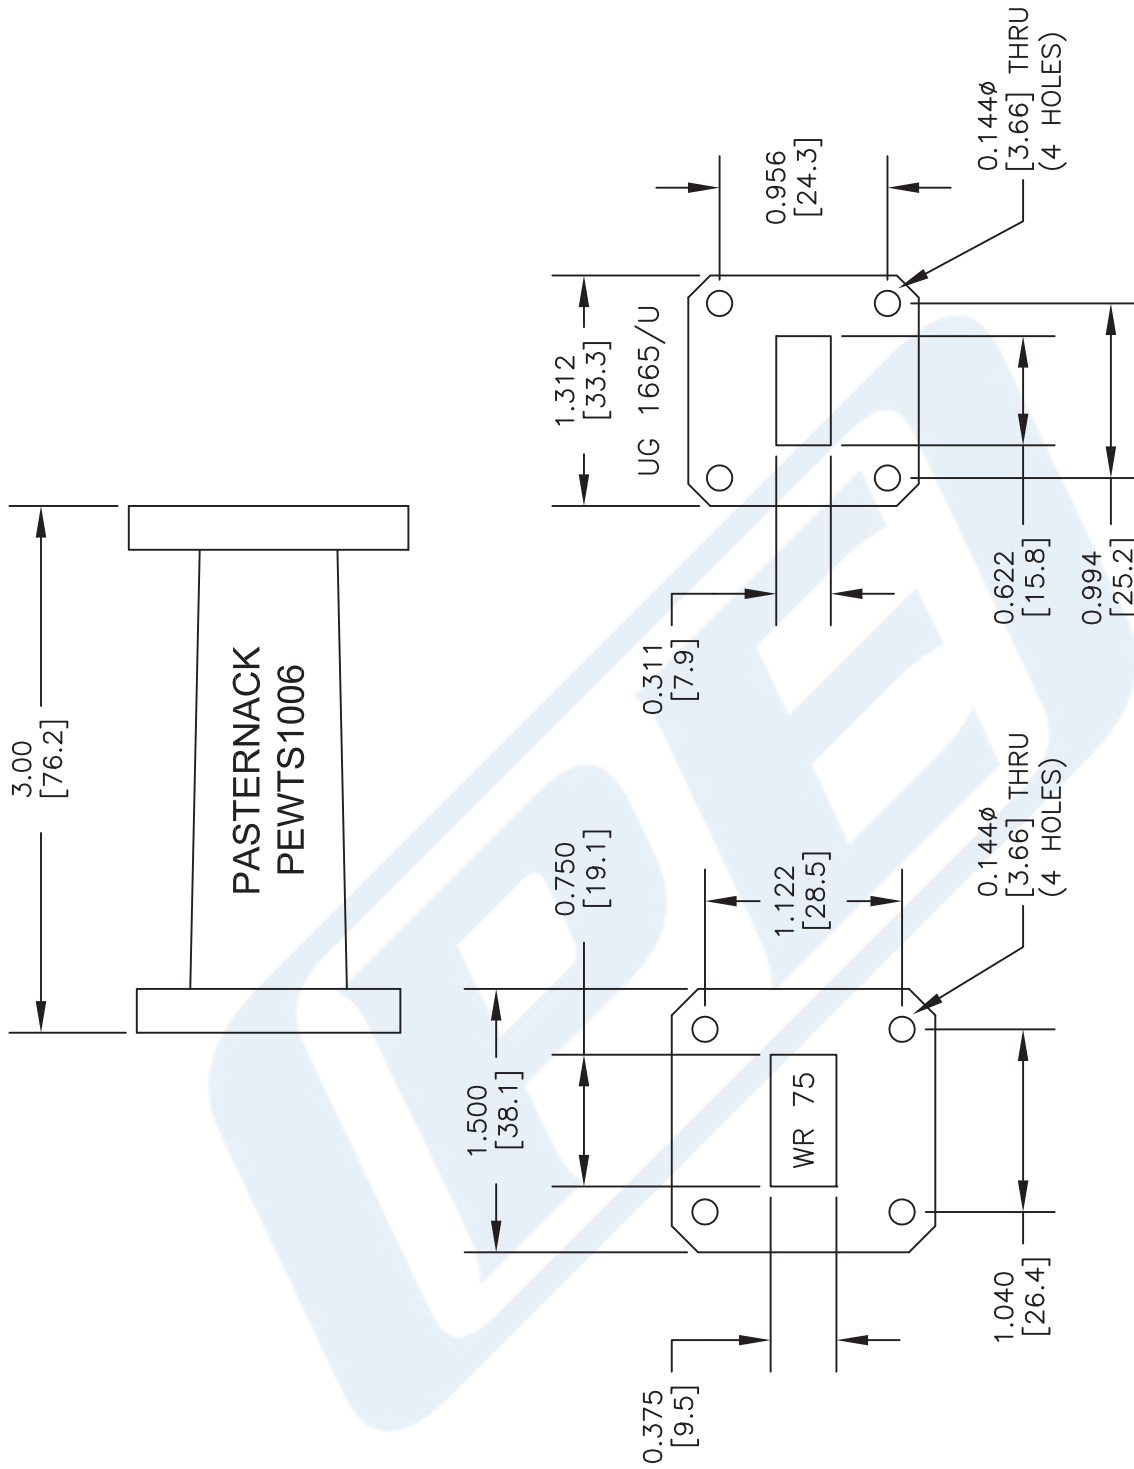 3.00
[76.2]
PASTERNACK
PEWTS1006
0.375
[9.5]
1.500
[38.1]
0.750
[19.1]
WR 75
1.122
[28.5]
1.040
[26.4]
0.144ø
[3.66] THRU
(4 HOLES)
0.311
[7.9]
1.312
[33.3]
UG 1665/U
0.956
[24.3]
0.622
[15.8]
0.994
[25.2]
0.144ø
[3.66] THRU
(4 HOLES)
PE